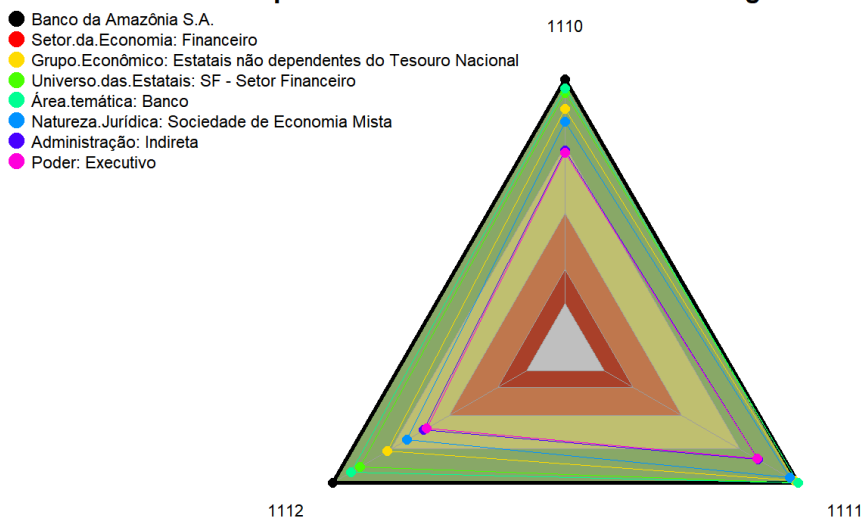 Banco da Amazônia S.A.
Setor.da.Economia: Financeiro
Grupo.Econômico: Estatais não dependentes do Tesouro Nacional
Universo.das.Estatais: SF - Setor Financeiro
Área.temática: Banco
Natureza.Jurídica: Sociedade de Economia Mista
Administração: Indireta
Poder: Executivo
1110
1112
1111